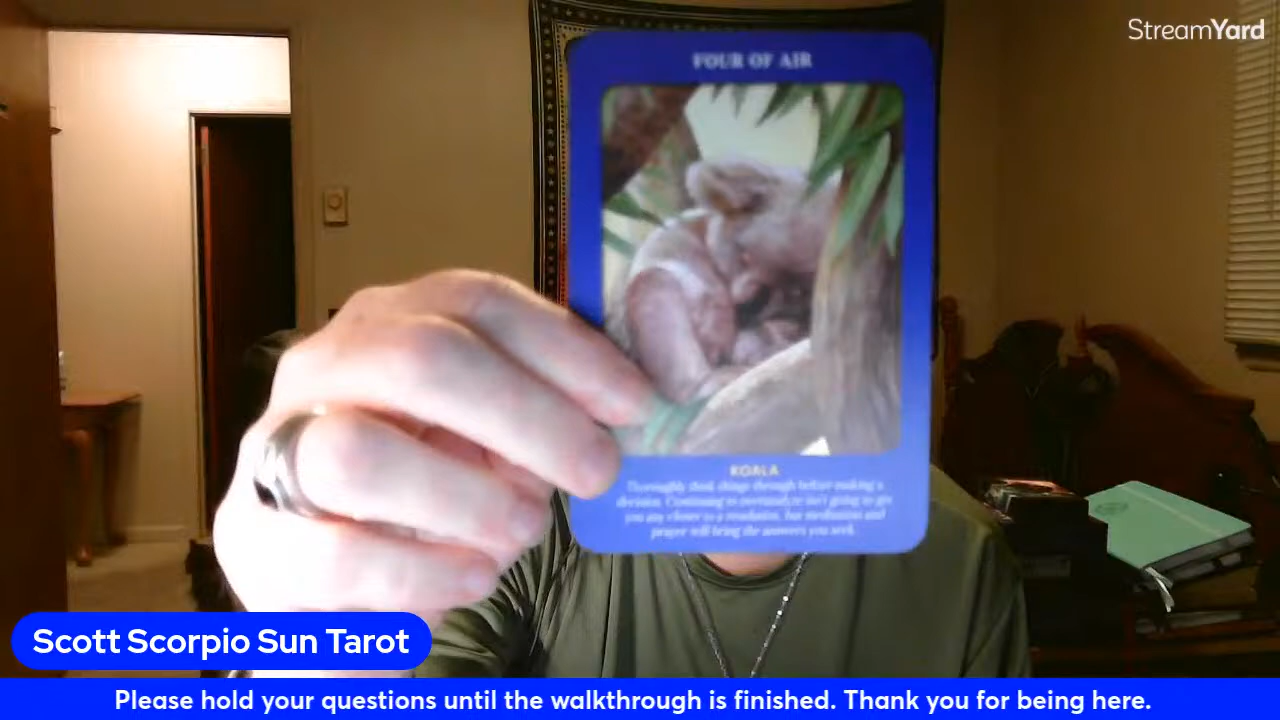 StreamYard
FOUR OF AIR
KOALA
Thoroughly think things through before making a
decision. Continuing to overanalyze isn't going to get
you any closer to a resolution, but meditation and
prayer will bring the answers you seek.
Scott Scorpio Sun Tarot
Please hold your questions until the walkthrough is finished. Thank you for being here.